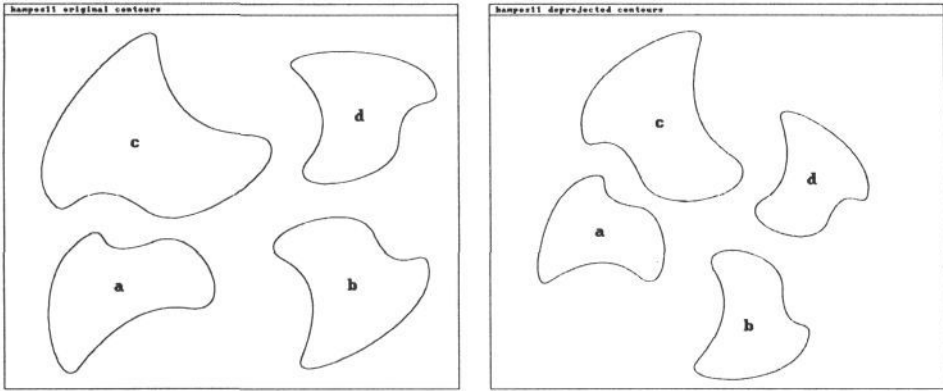 hampos11 original contours
c
d
a
b
hampos11 deprojected contours
c
d
a
b